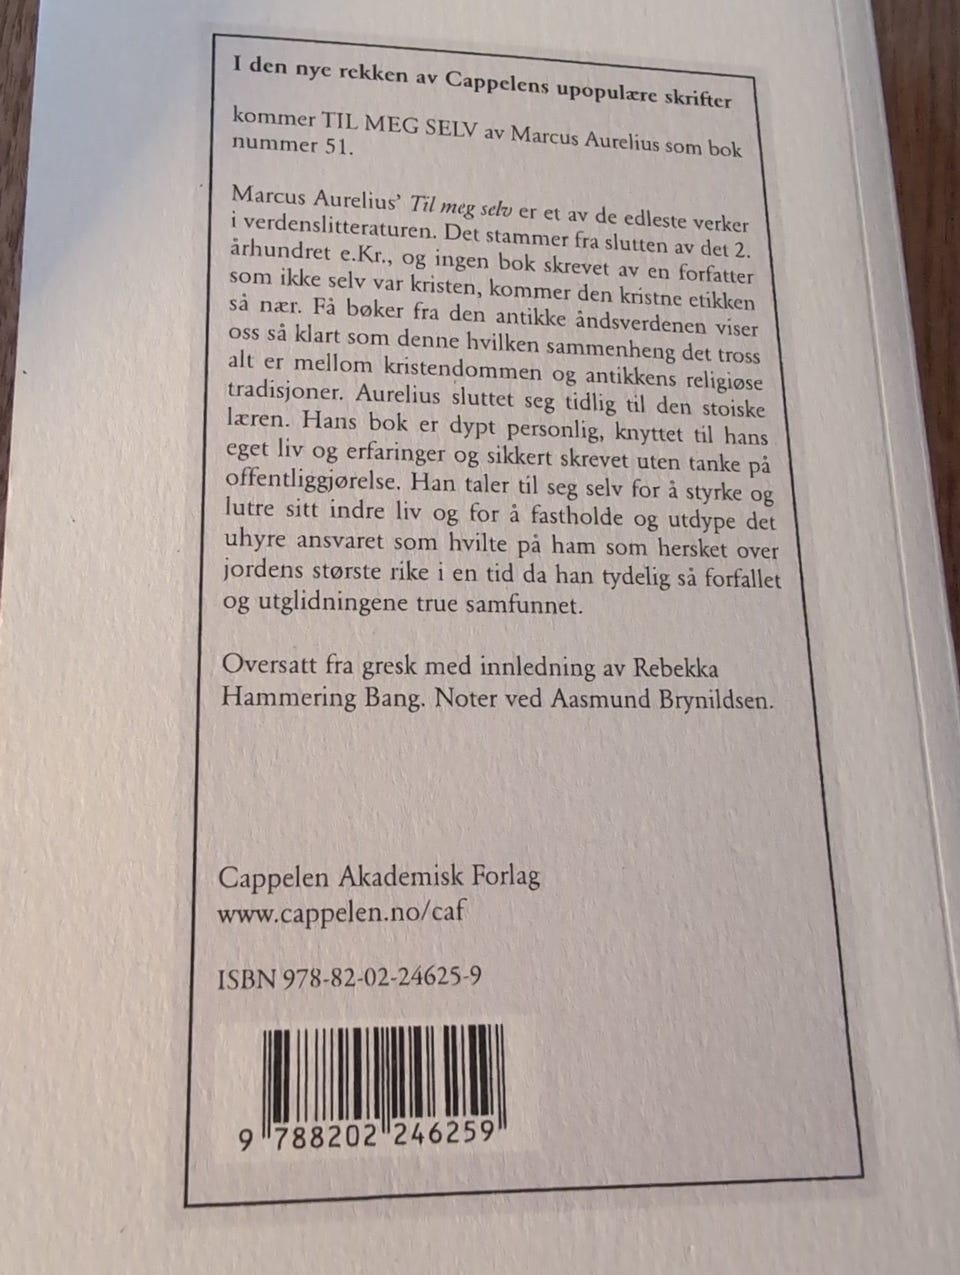 I den nye rekken av Cappelens upopulære skrifter
kommer TIL MEG SELV av Marcus Aurelius som bok
nummer 51.
Marcus Aurelius' Til meg selv er et av de edleste verker
i verdenslitteraturen. Det stammer fra slutten av det 2.
århundret e.Kr., og ingen bok skrevet av en forfatter
som ikke selv var kristen, kommer den kristne etikken
så nær. Få bøker fra den antikke åndsverdenen viser
oss så klart som denne hvilken sammenheng det tross
alt er mellom kristendommen og antikkens religiøse
tradisjoner. Aurelius sluttet seg tidlig til den stoiske
læren. Hans bok er dypt personlig, knyttet til hans
eget liv og erfaringer og sikkert skrevet uten tanke på
offentliggjørelse. Han taler til seg selv for å styrke og
lutre sitt indre liv og for å fastholde og utdype det
uhyre ansvaret som hvilte på ham som hersket over
jordens største rike i en tid da han tydelig så forfallet
og utglidningene true samfunnet.
Oversatt fra gresk med innledning av Rebekka
Hammering Bang. Noter ved Aasmund Brynildsen.
Cappelen Akademisk Forlag
www.cappelen.no/caf
ISBN 978-82-02-24625-9
9 788202 246259